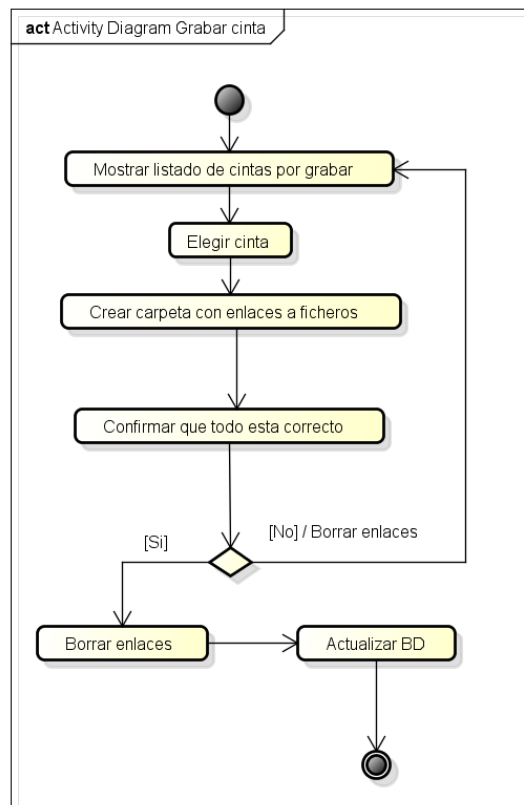 act Activity Diagram Grabar cinta
Mostrar listado de cintas por grabar
Elegir cinta
Crear carpeta con enlaces a ficheros
Confirmar que todo esta correcto
[Si]
[No] / Borrar enlaces
Borrar enlaces
Actualizar BD